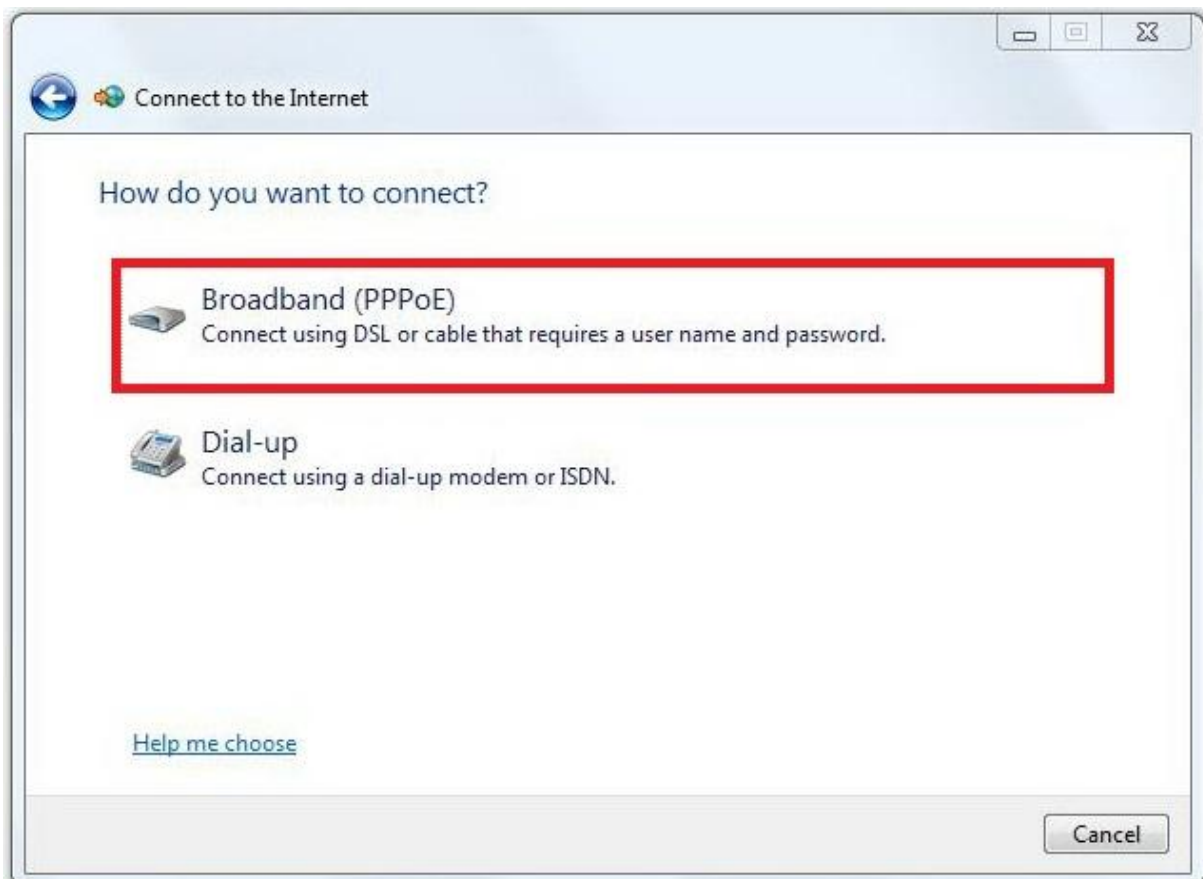 Connect to the Internet
How do you want to connect?
Broadband (PPPoE)
Connect using DSL or cable that requires a user name and password.
Dial-up
Connect using a dial-up modem or ISDN.
Help me choose
Cancel